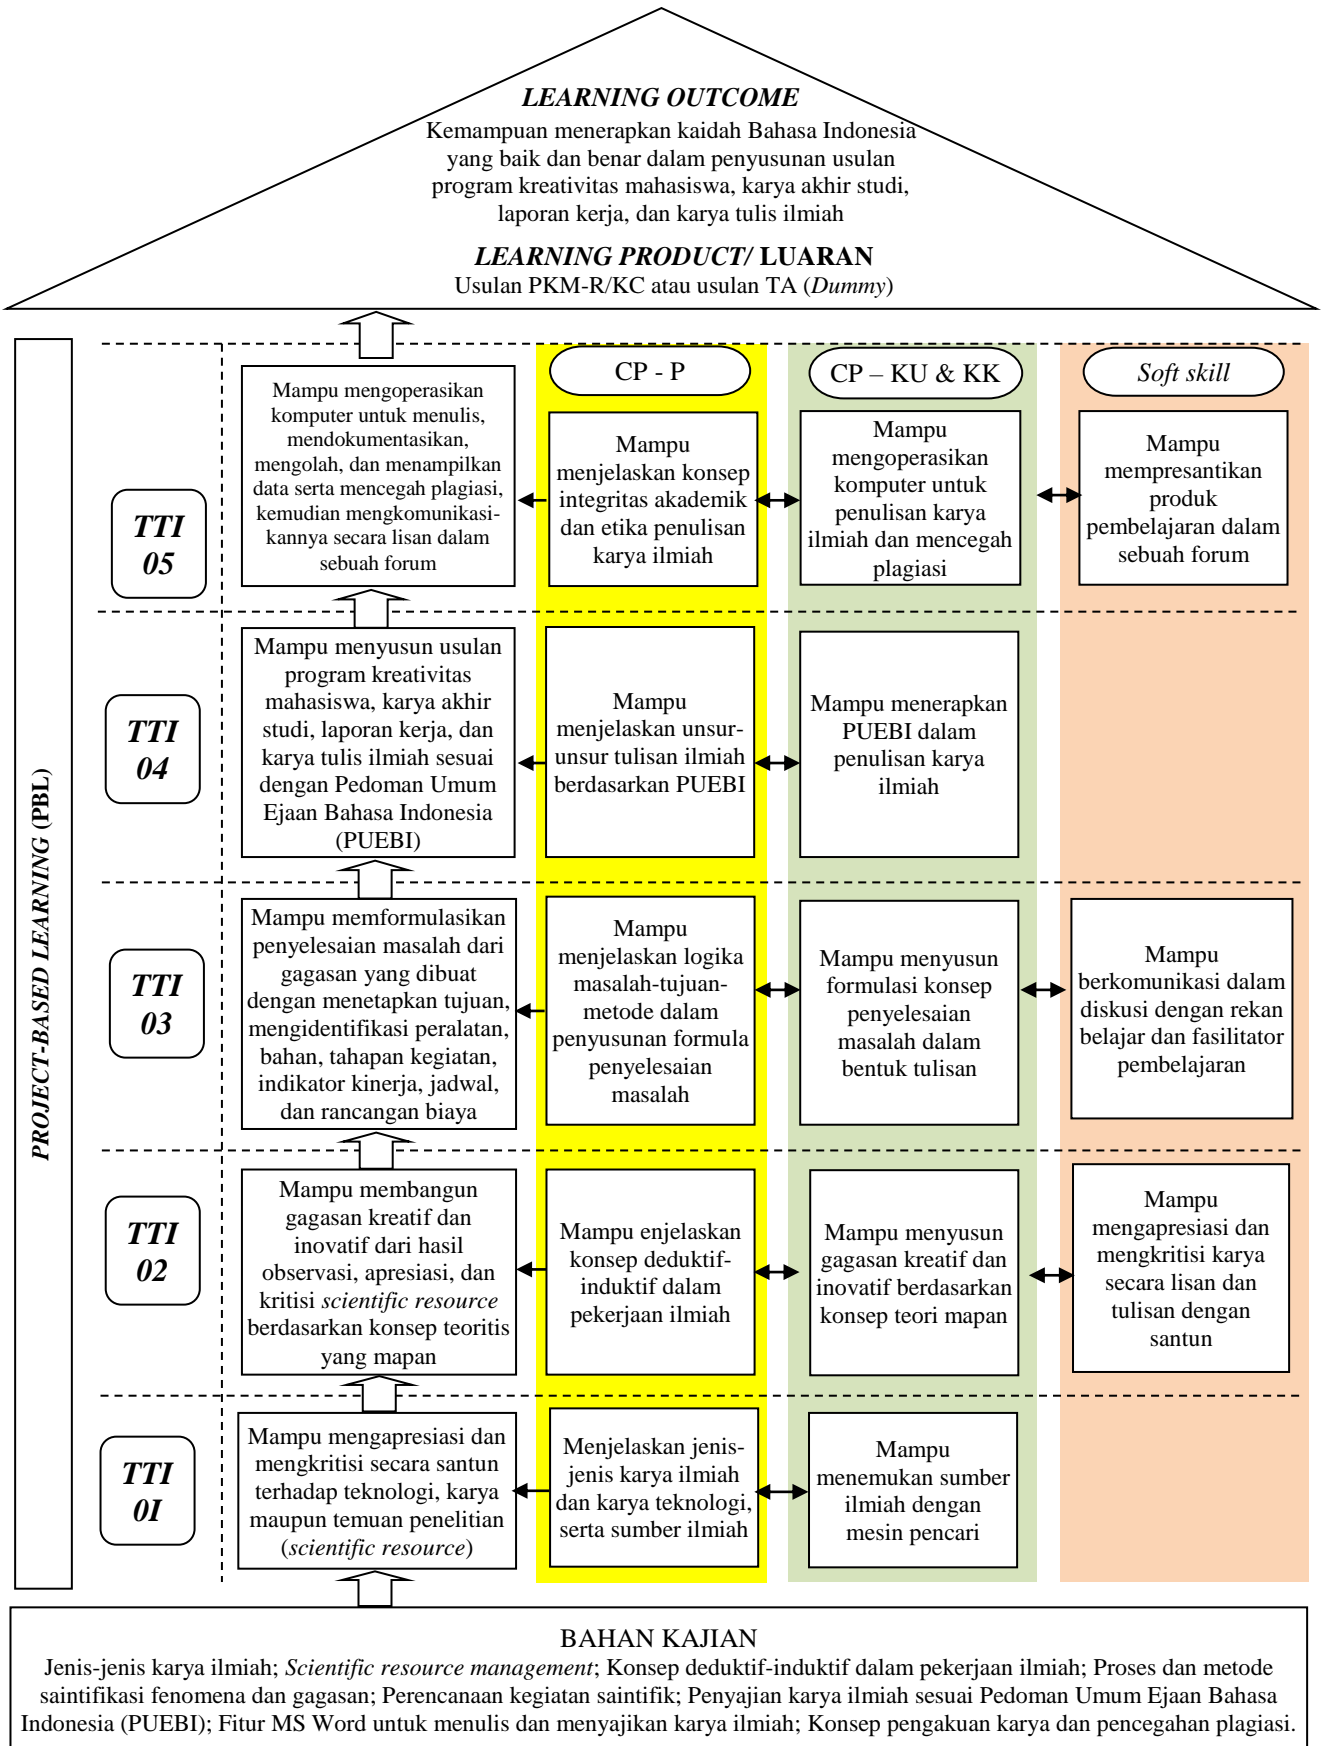 LEARNING OUTCOME
Kemampuan menerapkan kaidah Bahasa Indonesia
yang baik dan benar dalam penyusunan usulan
program kreativitas mahasiswa, karya akhir studi,
laporan kerja, dan karya tulis ilmiah
LEARNING PRODUCT/ LUARAN
Usulan PKM-R/KC atau usulan TA (Dummy)
PROJECT-BASED LEARNING (PBL)
CP - P
CP – KU & KK
Soft skill
TTI
05
Mampu mengoperasikan
komputer untuk menulis,
mendokumentasikan,
mengolah, dan menampilkan
data serta mencegah plagiasi,
kemudian mengkomunikasi-
kannya secara lisan dalam
sebuah forum
Mampu
menjelaskan konsep
integritas akademik
dan etika penulisan
karya ilmiah
Mampu
mengoperasikan
komputer untuk
penulisan karya
ilmiah dan mencegah
plagiasi
Mampu
mempresantikan
produk
pembelajaran dalam
sebuah forum
TTI
04
Mampu menyusun usulan
program kreativitas
mahasiswa, karya akhir
studi, laporan kerja, dan
karya tulis ilmiah sesuai
dengan Pedoman Umum
Ejaan Bahasa Indonesia
(PUEBI)
Mampu
menjelaskan unsur-
unsur tulisan ilmiah
berdasarkan PUEBI
Mampu menerapkan
PUEBI dalam
penulisan karya
ilmiah
TTI
03
Mampu memformulasikan
penyelesaian masalah dari
gagasan yang dibuat
dengan menetapkan tujuan,
mengidentifikasi peralatan,
bahan, tahapan kegiatan,
indikator kinerja, jadwal,
dan rancangan biaya
Mampu
menjelaskan logika
masalah-tujuan-
metode dalam
penyusunan formula
penyelesaian
masalah
Mampu menyusun
formulasi konsep
penyelesaian
masalah dalam
bentuk tulisan
Mampu
berkomunikasi dalam
diskusi dengan rekan
belajar dan fasilitator
pembelajaran
TTI
02
Mampu membangun
gagasan kreatif dan
inovatif dari hasil
observasi, apresiasi, dan
kritisi scientific resource
berdasarkan konsep teoritis
yang mapan
Mampu enjelaskan
konsep deduktif-
induktif dalam
pekerjaan ilmiah
Mampu menyusun
gagasan kreatif dan
inovatif berdasarkan
konsep teori mapan
Mampu
mengapresiasi dan
mengkritisi karya
secara lisan dan
tulisan dengan
santun
TTI
0I
Mampu mengapresiasi dan
mengkritisi secara santun
terhadap teknologi, karya
maupun temuan penelitian
(scientific resource)
Menjelaskan jenis-
jenis karya ilmiah
dan karya teknologi,
serta sumber ilmiah
Mampu
menemukan sumber
ilmiah dengan
mesin pencari
BAHAN KAJIAN
Jenis-jenis karya ilmiah; Scientific resource management; Konsep deduktif-induktif dalam pekerjaan ilmiah; Proses dan metode
saintifikasi fenomena dan gagasan; Perencanaan kegiatan saintifik; Penyajian karya ilmiah sesuai Pedoman Umum Ejaan Bahasa
Indonesia (PUEBI); Fitur MS Word untuk menulis dan menyajikan karya ilmiah; Konsep pengakuan karya dan pencegahan plagiasi.